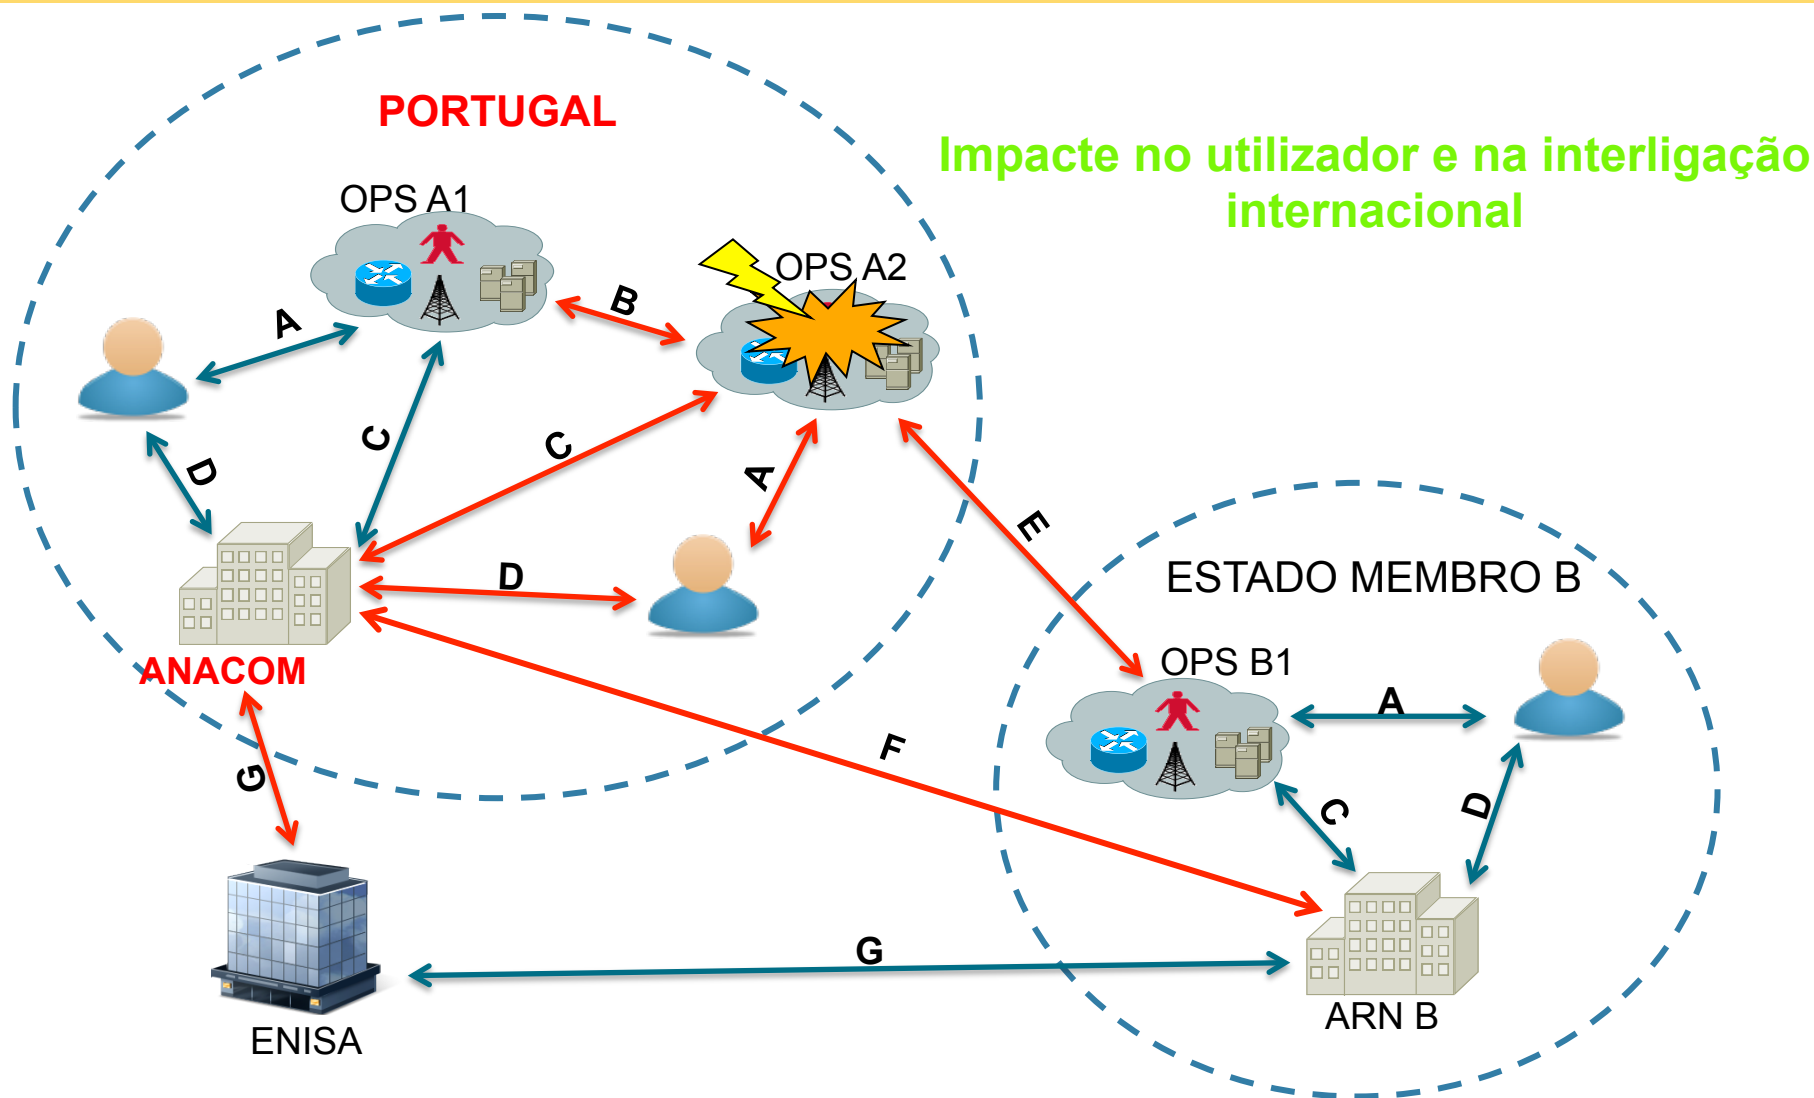 PORTUGAL
Impacte no utilizador e na interligação
internacional
OPS A1
OPS A2
B
A
C
C
D
A
D
E
ESTADO MEMBRO B
ANACOM
OPS B1
A
F
G
C
D
G
ARN B
ENISA